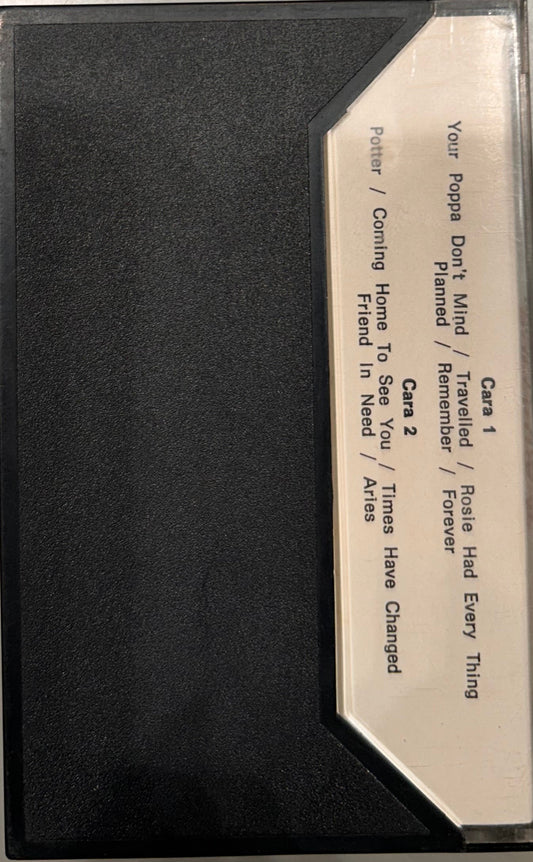 Cara 1
Your Poppa Don't Mind / Travelled / Rosie Had Every Thing
Planned / Remember / Forever
Cara 2
Potter / Coming Home To See You / Times Have Changed
Friend In Need / Aries